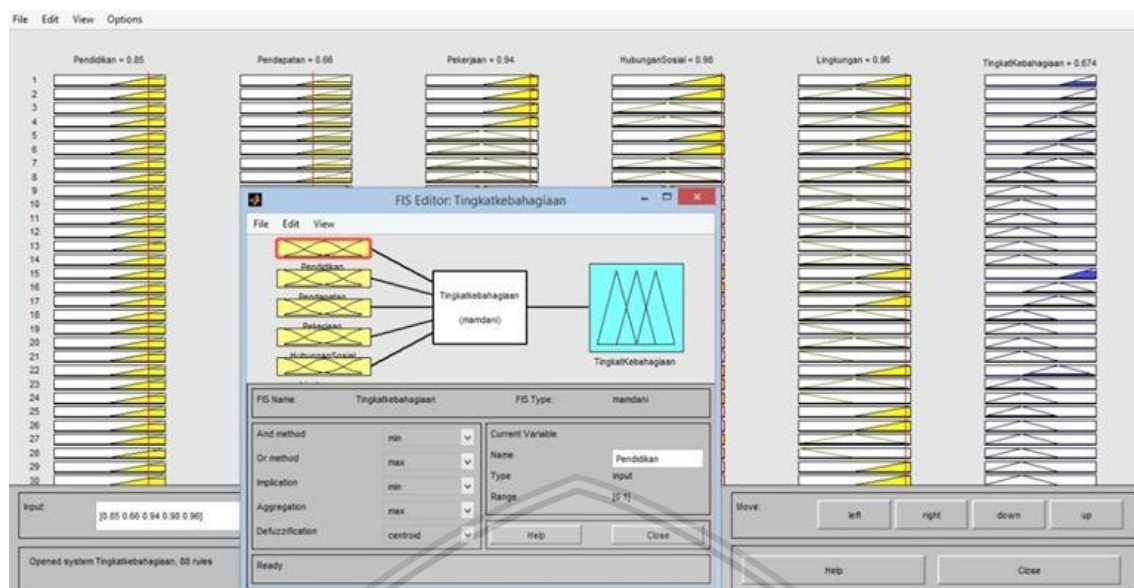 File Edit View Options
Pendidikan = 0.85 Pendapatan = 0.66 Pekerjaan = 0.94 HubunganSosial = 0.98 Lingkungan = 0.96 TingkatKebahagiaan = 0.674
1
2
3
4
5
6
7
8
9
10
11
12
13
14
15
16
17
18
19
20
21
22
23
24
25
26
27
28
29
30
FIS Editor: Tingkatkebahagiaan
File Edit View
Pendidikan
Pendapatan
Pekerjaan
HubunganSosial
Tingkatkebahagiaan
(mamdani)
TingkatKebahagiaan
FIS Name: Tingkatkebahagiaan FIS Type: mamdani
And method min
Or method max
Implication min
Aggregation max
Defuzzification centroid
Current Variable
Name Pendidikan
Type input
Range [0 1]
Help Close
Ready
Input: [0.85 0.66 0.94 0.98 0.96]
Move: left right down up
Opened system Tingkatkebahagiaan, 88 rules
Help Close